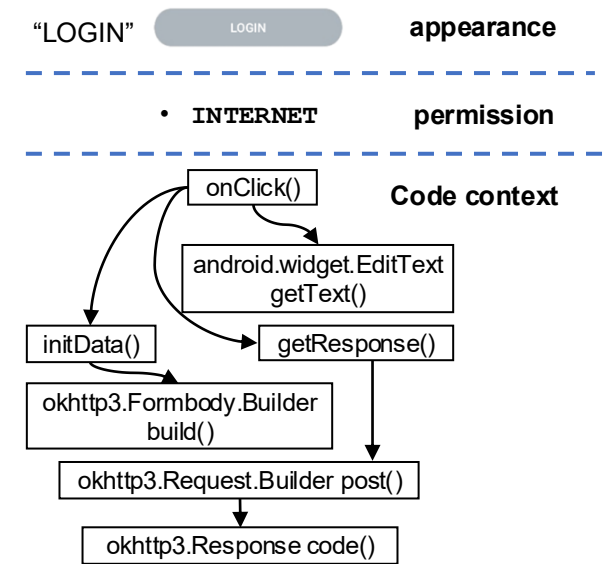 “LOGIN” LOGIN appearance
• INTERNET permission
onClick() Code context
android.widget.EditText
getText()
initData() getResponse()
okhttp3.Formbody.Builder
build()
okhttp3.Request.Builder post()
okhttp3.Response code()